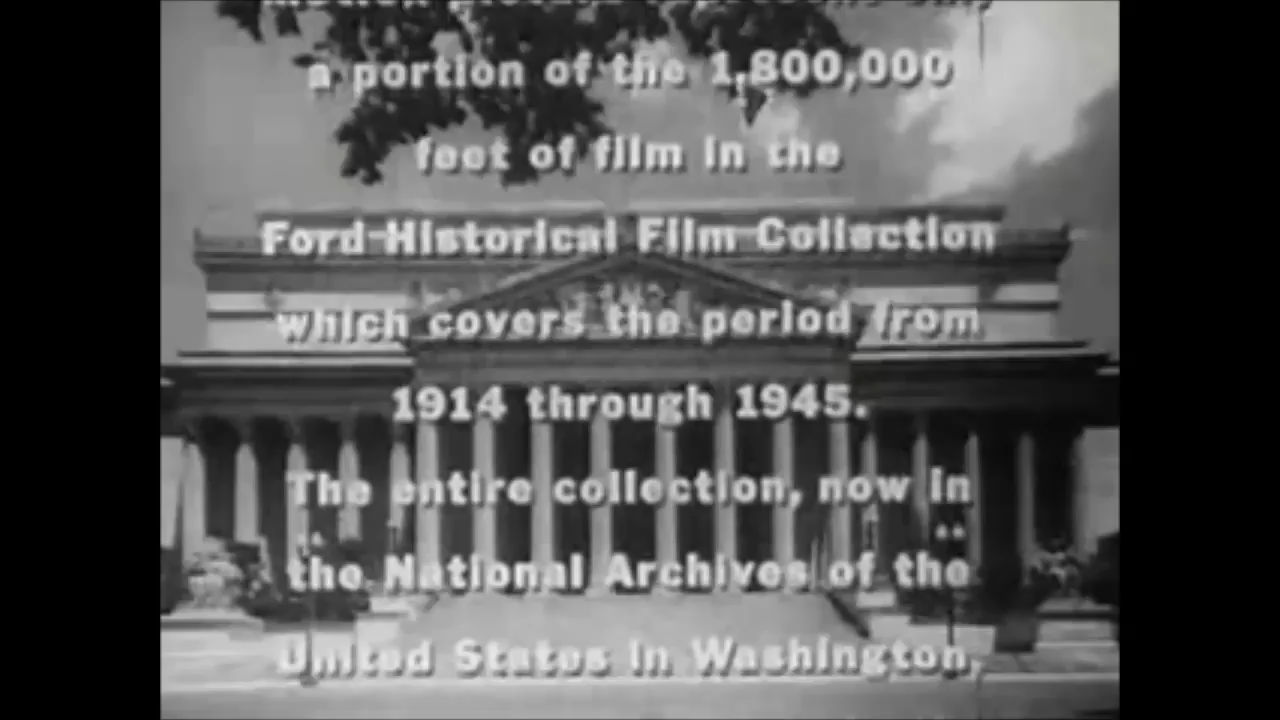 a portion of the 1,800,000
feet of film in the
Ford Historical Film Collection
which covers the period from
1914 through 1945.
The entire collection, now in
the National Archives of the
United States in Washington,